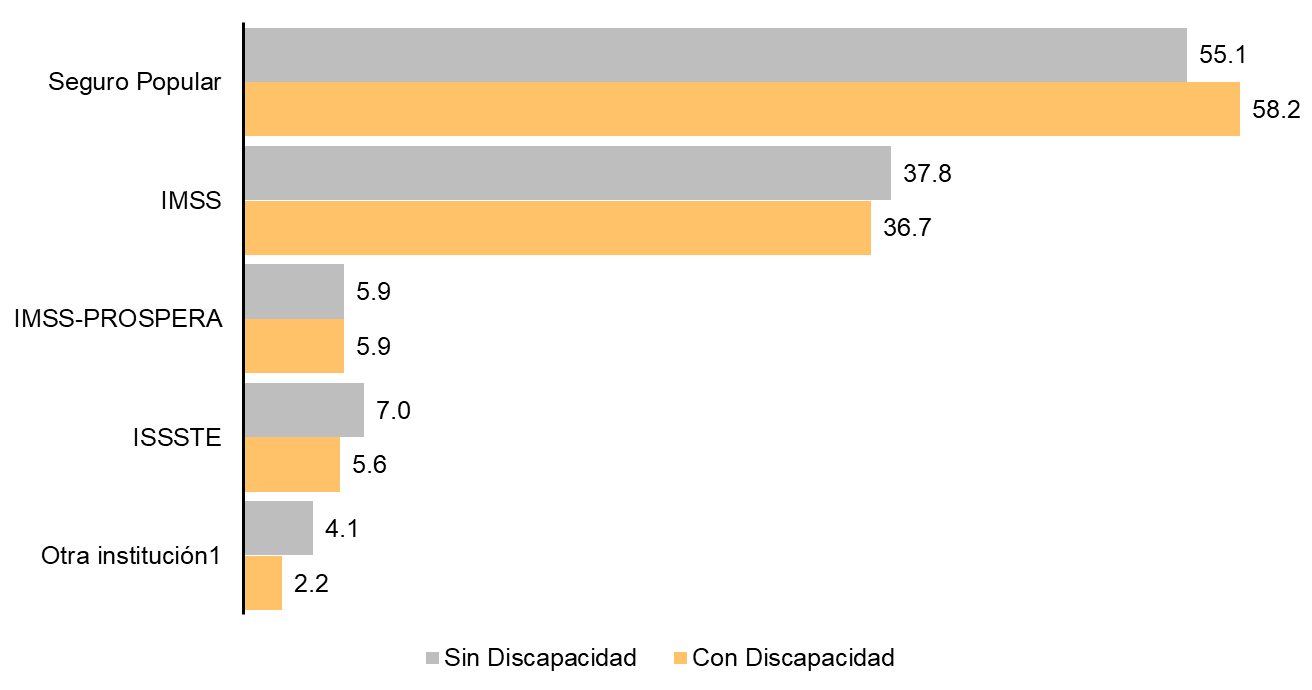 Seguro Popular
55.1
58.2
IMSS
37.8
36.7
IMSS-PROSPERA
5.9
5.9
ISSSTE
7.0
5.6
Otra institución1
4.1
2.2
Sin Discapacidad Con Discapacidad